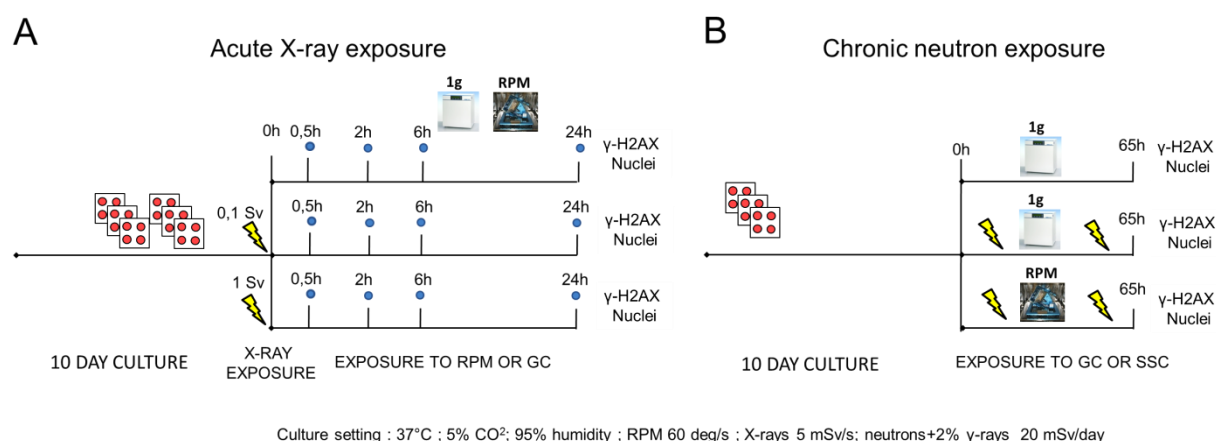 A
Acute X-ray exposure
1g
RPM
0h
0,5h
2h
6h
24h
γ-H2AX
Nuclei
0,1 Sv
0,5h
2h
6h
24h
γ-H2AX
Nuclei
1 Sv
0,5h
2h
6h
24h
γ-H2AX
Nuclei
10 DAY CULTURE
X-RAY
EXPOSURE
EXPOSURE TO RPM OR GC
B
Chronic neutron exposure
1g
0h
65h
γ-H2AX
Nuclei
1g
65h
γ-H2AX
Nuclei
RPM
65h
γ-H2AX
Nuclei
10 DAY CULTURE
EXPOSURE TO GC OR SSC
Culture setting : 37°C ; 5% CO²; 95% humidity ; RPM 60 deg/s ; X-rays 5 mSv/s; neutrons+2% γ-rays 20 mSv/day